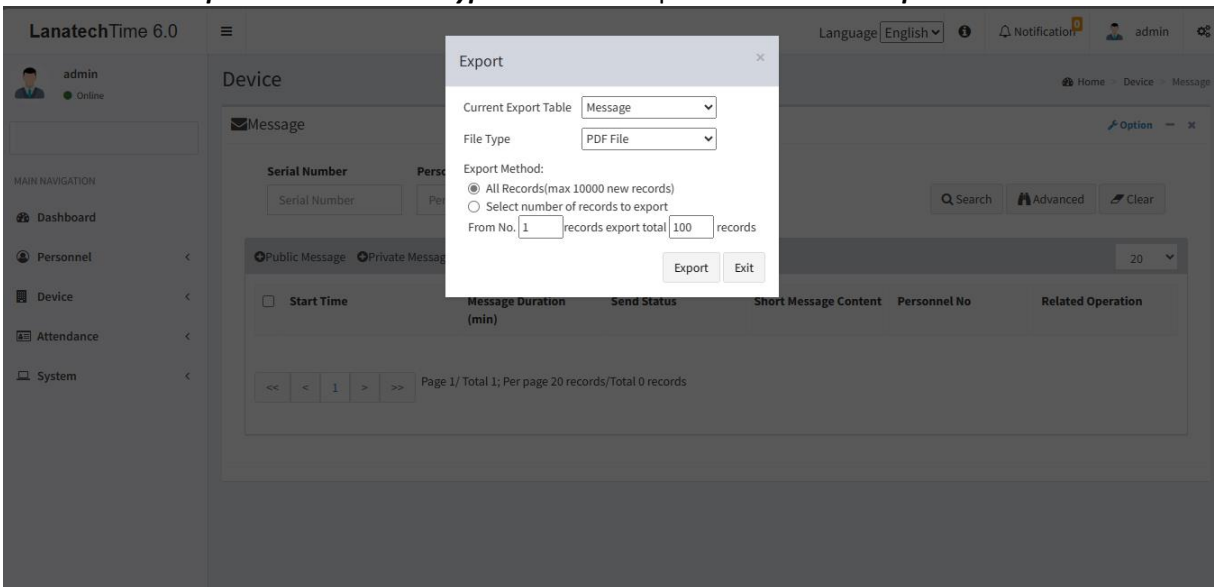 LanatechTime 6.0
Language English
Notification 0
admin
admin
Online
Device
Home > Device > Message
Export ×
Current Export Table Message
File Type PDF File
Export Method:
All Records(max 10000 new records)
Select number of records to export
From No. 1 records export total 100 records
Export Exit
Message
Option
MAIN NAVIGATION
Dashboard
Personnel
Device
Attendance
System
Serial Number
Serial Number
Search Advanced Clear
Public Message Private Messag
20
Start Time Message Duration (min) Send Status Short Message Content Personnel No Related Operation
<< < 1 > >> Page 1/ Total 1; Per page 20 records/Total 0 records